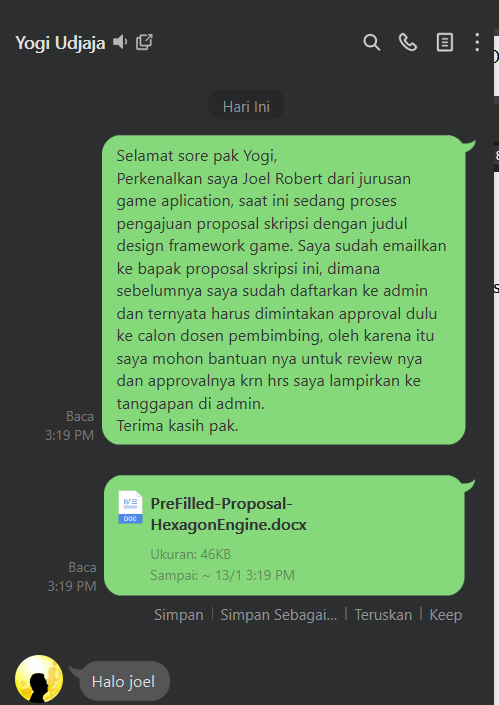 Yogi Udjaja
Hari Ini
Selamat sore pak Yogi,
Perkenalkan saya Joel Robert dari jurusan
game aplication, saat ini sedang proses
pengajuan proposal skripsi dengan judul
design framework game. Saya sudah emailkan
ke bapak proposal skripsi ini, dimana
sebelumnya saya sudah daftarkan ke admin
dan ternyata harus dimintakan approval dulu
ke calon dosen pembimbing, oleh karena itu
saya mohon bantuan nya untuk review nya
dan approvalnya krn hrs saya lampirkan ke
tanggapan di admin.
Terima kasih pak.
Baca
3:19 PM
PreFilled-Proposal-
HexagonEngine.docx
DOC
Ukuran: 46KB
Sampai: ~ 13/1 3:19 PM
Baca
3:19 PM
Simpan | Simpan Sebagai... | Teruskan | Keep
Halo joel